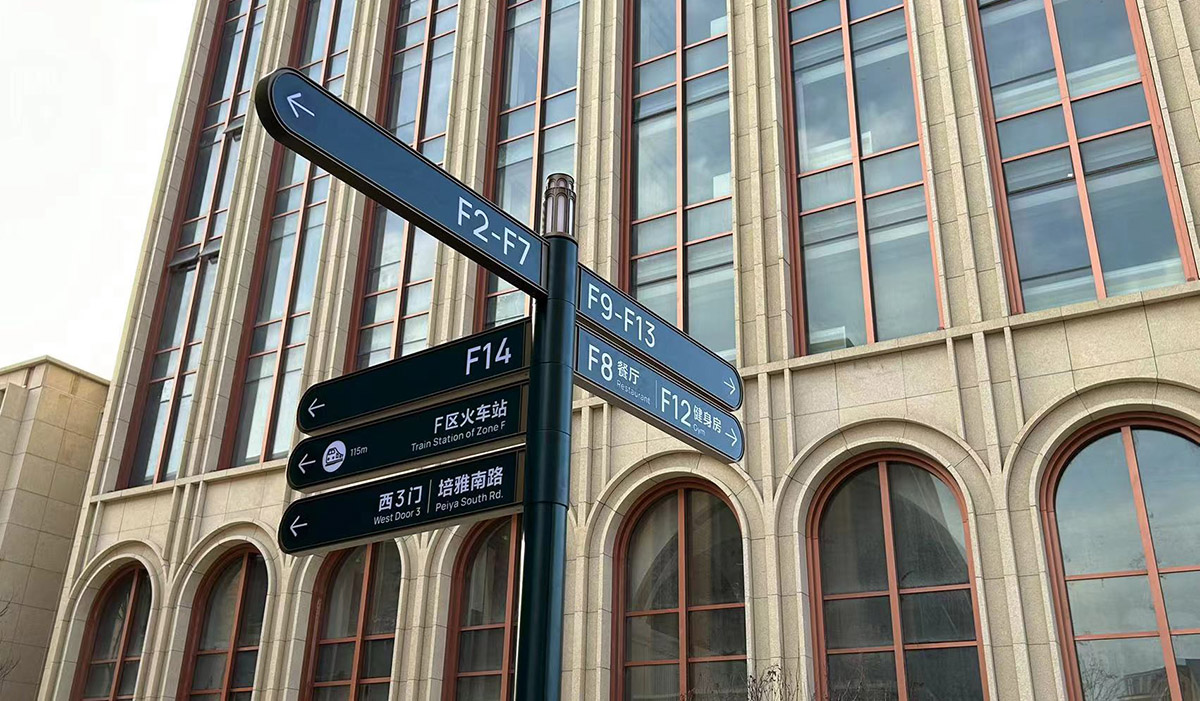 F2-F7
F14
F区火车站
Train Station of Zone F
115m
西3门
West Door 3
培雅南路
Peiya South Rd.
F9-F13
F8 餐厅
Restaurant
F12 健身房
Gym